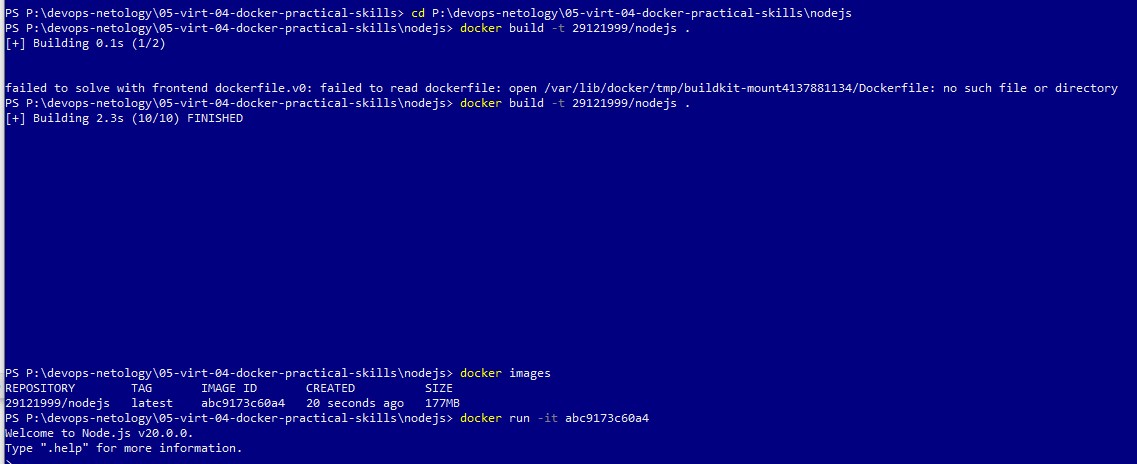 PS P:\devops-netology\05-virt-04-docker-practical-skills> cd P:\devops-netology\05-virt-04-docker-practical-skills\nodejs
PS P:\devops-netology\05-virt-04-docker-practical-skills\nodejs> docker build -t 29121999/nodejs .
[+] Building 0.1s (1/2)
failed to solve with frontend dockerfile.v0: failed to read dockerfile: open /var/lib/docker/tmp/buildkit-mount4137881134/Dockerfile: no such file or directory
PS P:\devops-netology\05-virt-04-docker-practical-skills\nodejs> docker build -t 29121999/nodejs .
[+] Building 2.3s (10/10) FINISHED
PS P:\devops-netology\05-virt-04-docker-practical-skills\nodejs> docker images
REPOSITORY TAG IMAGE ID CREATED SIZE
29121999/nodejs latest abc9173c60a4 20 seconds ago 177MB
PS P:\devops-netology\05-virt-04-docker-practical-skills\nodejs> docker run -it abc9173c60a4
Welcome to Node.js v20.0.0.
Type ".help" for more information.
>